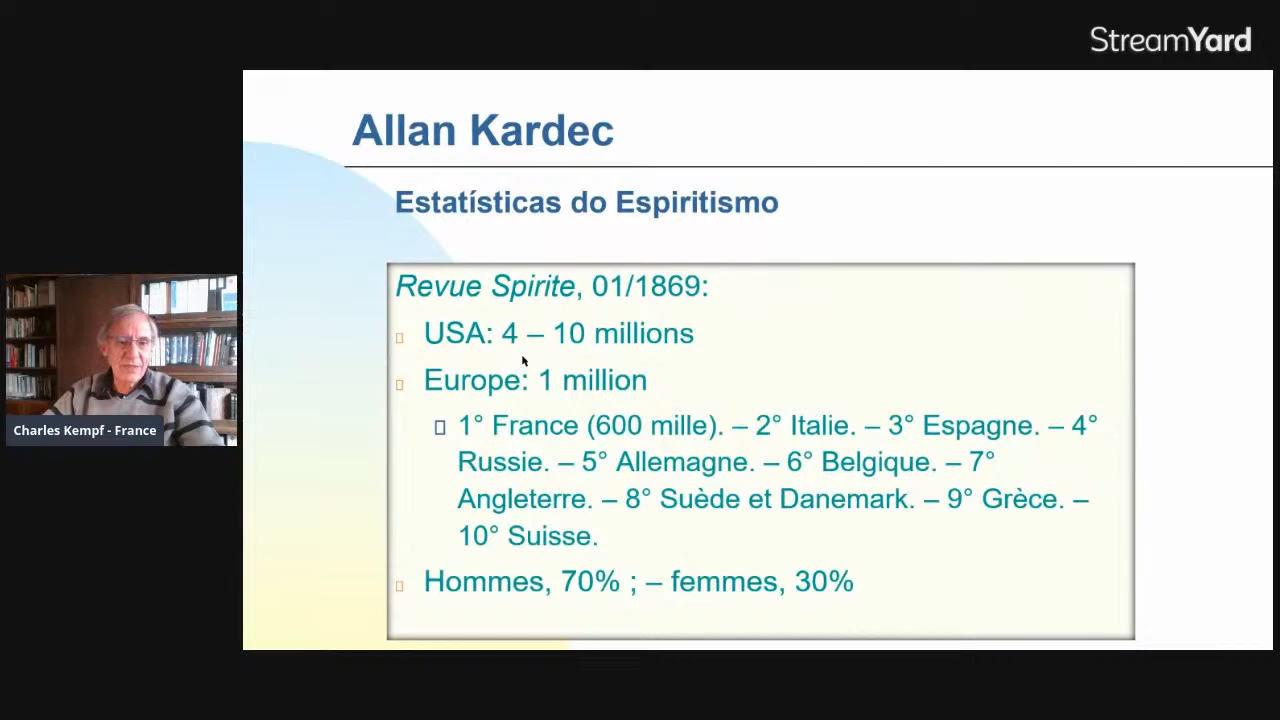 StreamYard
Allan Kardec
Estatísticas do Espiritismo
Revue Spirite, 01/1869:
USA: 4 – 10 millions
Europe: 1 million
1° France (600 mille). – 2° Italie. – 3° Espagne. – 4°
Russie. – 5° Allemagne. – 6° Belgique. – 7°
Angleterre. – 8° Suède et Danemark. – 9° Grèce. –
10° Suisse.
Hommes, 70% ; – femmes, 30%
Charles Kempf - France